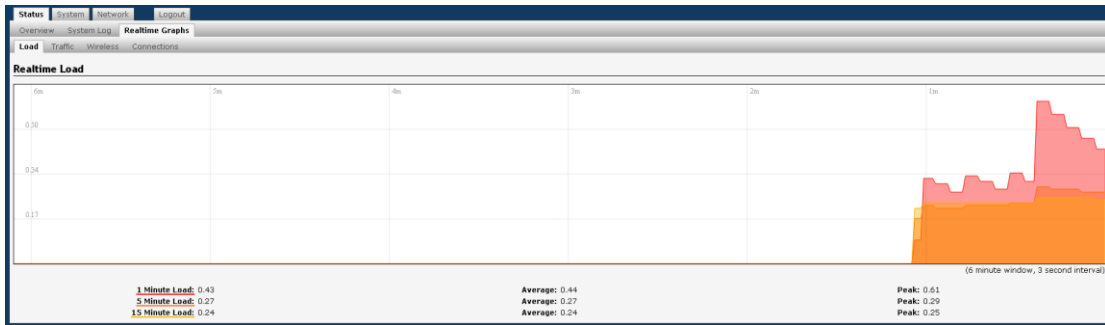 Status System Network Logout
Overview System Log Realtime Graphs
Load Traffic Wireless Connections
Realtime Load
6m 5m 4m 3m 2m 1m
0.50
0.34
0.17
(6 minute window, 3 second interval)
1 Minute Load: 0.43 Average: 0.44 Peak: 0.61
5 Minute Load: 0.27 Average: 0.27 Peak: 0.29
15 Minute Load: 0.24 Average: 0.24 Peak: 0.25